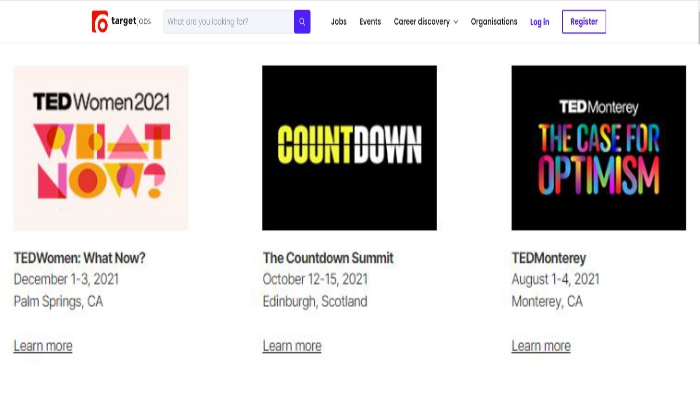 targetjobs
What are you looking for?
Jobs
Events
Career discovery
Organisations
Log in
Register
TEDWomen2021
WHAT
NOW?
COUNTDOWN
TEDMonterey
THE CASE FOR
OPTIMISM
TEDWomen: What Now?
December 1-3, 2021
Palm Springs, CA
Learn more
The Countdown Summit
October 12-15, 2021
Edinburgh, Scotland
Learn more
TEDMonterey
August 1-4, 2021
Monterey, CA
Learn more